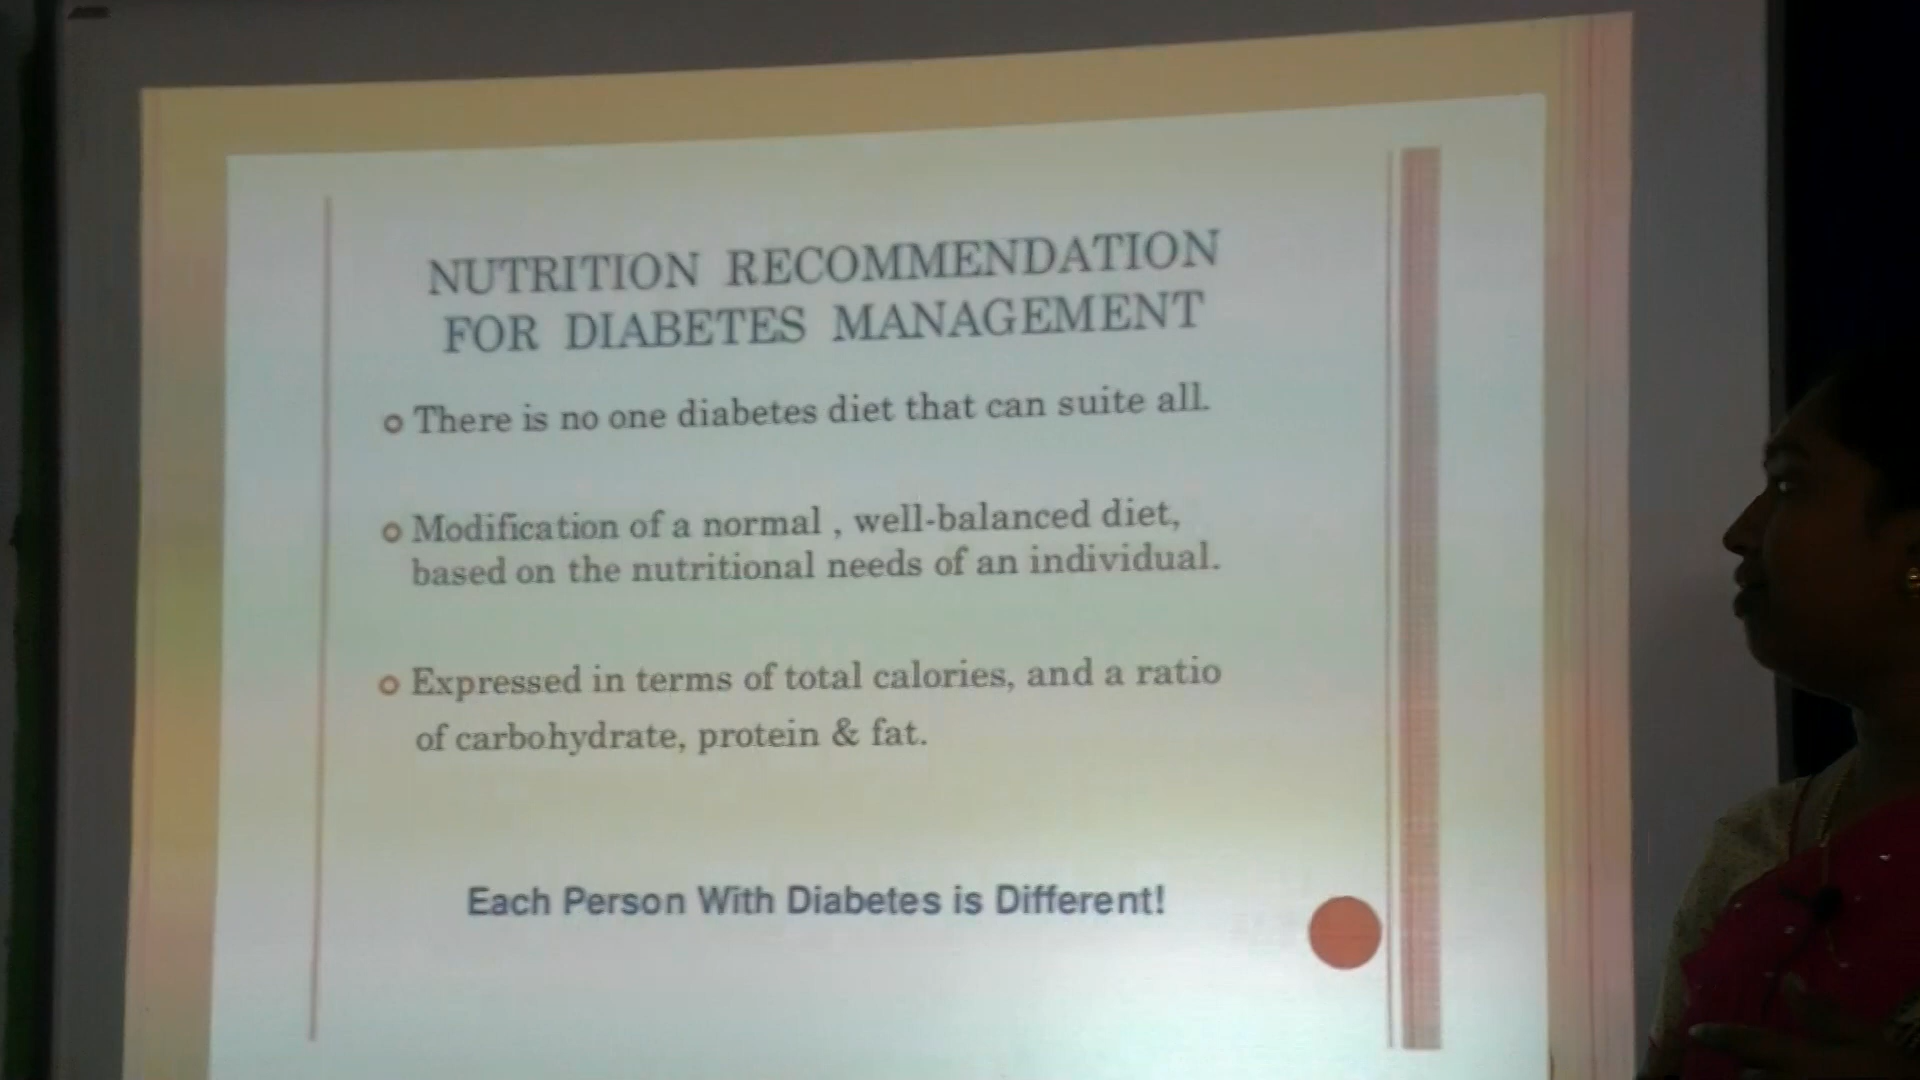 NUTRITION RECOMMENDATION
FOR DIABETES MANAGEMENT
There is no one diabetes diet that can suite all.
Modification of a normal , well-balanced diet,
based on the nutritional needs of an individual.
Expressed in terms of total calories, and a ratio
of carbohydrate, protein & fat.
Each Person With Diabetes is Different!